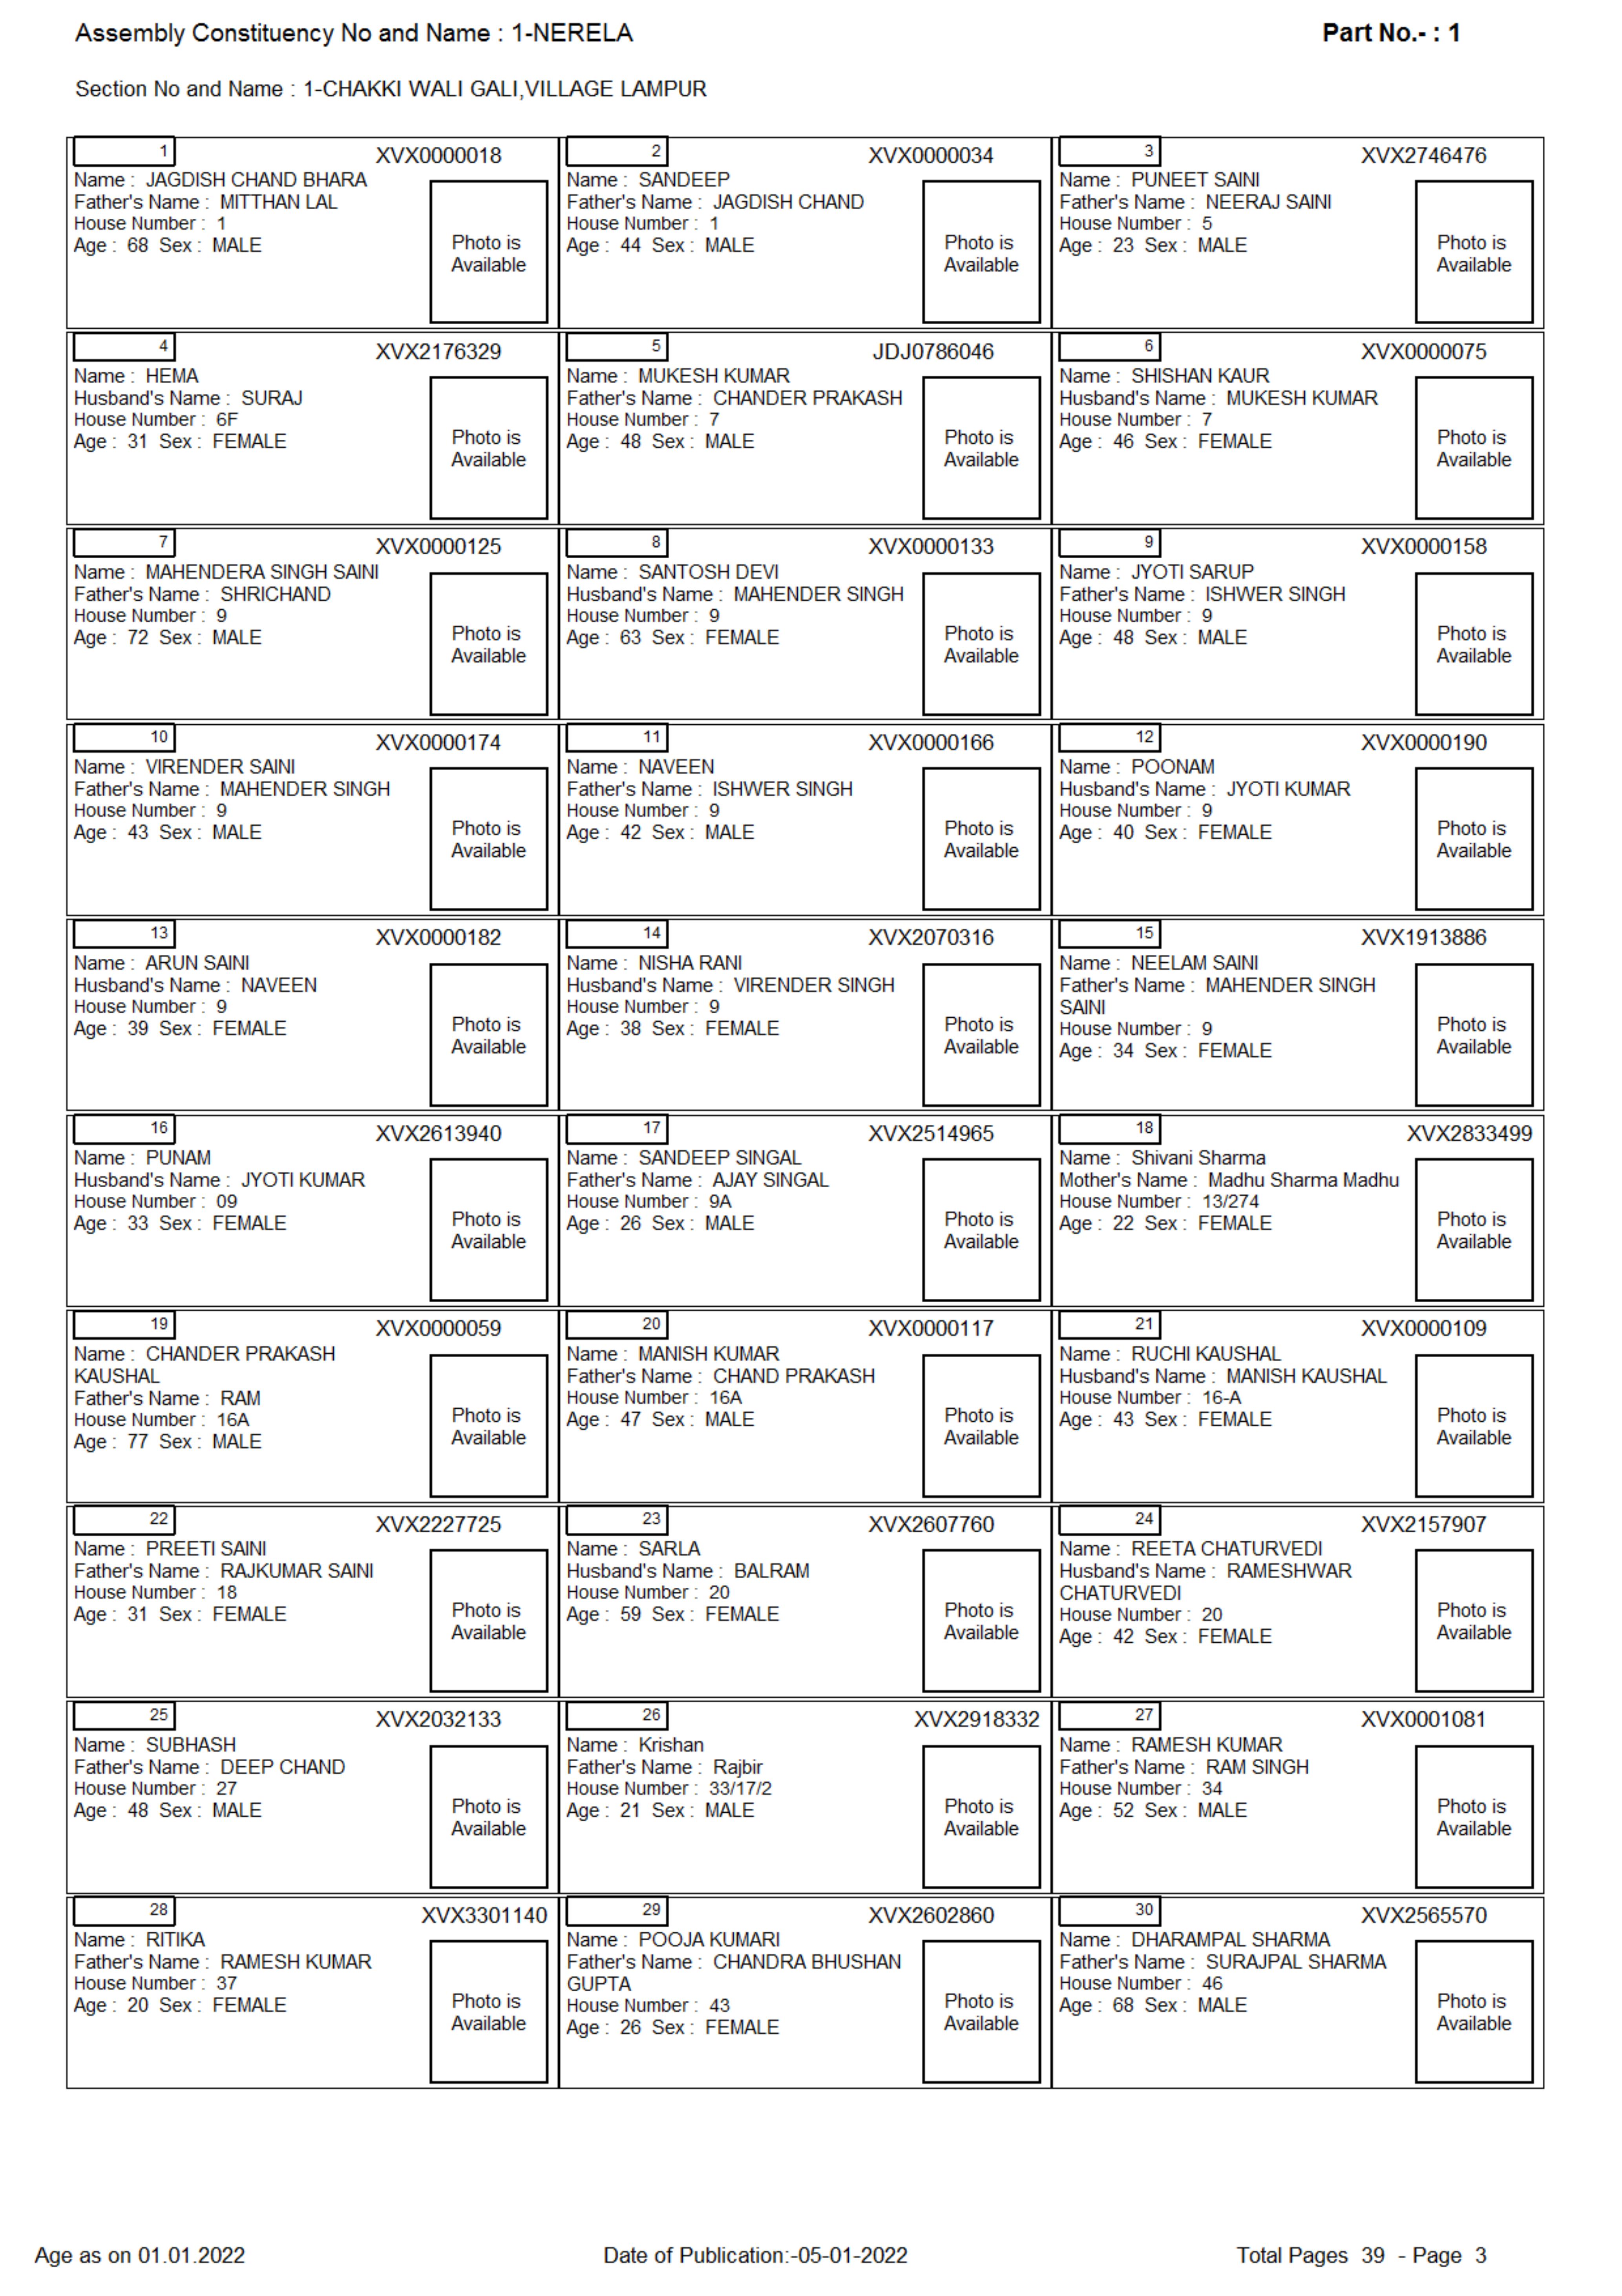 Assembly Constituency No and Name : 1-NERELA
Part No.- : 1
Section No and Name : 1-CHAKKI WALI GALI,VILLAGE LAMPUR
1
XVX0000018
Name : JAGDISH CHAND BHARA
Father's Name : MITTHAN LAL
House Number : 1
Age : 68 Sex : MALE
Photo is
Available
2
XVX0000034
Name : SANDEEP
Father's Name : JAGDISH CHAND
House Number : 1
Age : 44 Sex : MALE
Photo is
Available
3
XVX2746476
Name : PUNEET SAINI
Father's Name : NEERAJ SAINI
House Number : 5
Age : 23 Sex : MALE
Photo is
Available
4
XVX2176329
Name : HEMA
Husband's Name : SURAJ
House Number : 6F
Age : 31 Sex : FEMALE
Photo is
Available
5
JDJ0786046
Name : MUKESH KUMAR
Father's Name : CHANDER PRAKASH
House Number : 7
Age : 48 Sex : MALE
Photo is
Available
6
XVX0000075
Name : SHISHAN KAUR
Husband's Name : MUKESH KUMAR
House Number : 7
Age : 46 Sex : FEMALE
Photo is
Available
7
XVX0000125
Name : MAHENDERA SINGH SAINI
Father's Name : SHRICHAND
House Number : 9
Age : 72 Sex : MALE
Photo is
Available
8
XVX0000133
Name : SANTOSH DEVI
Husband's Name : MAHENDER SINGH
House Number : 9
Age : 63 Sex : FEMALE
Photo is
Available
9
XVX0000158
Name : JYOTI SARUP
Father's Name : ISHWER SINGH
House Number : 9
Age : 48 Sex : MALE
Photo is
Available
10
XVX0000174
Name : VIRENDER SAINI
Father's Name : MAHENDER SINGH
House Number : 9
Age : 43 Sex : MALE
Photo is
Available
11
XVX0000166
Name : NAVEEN
Father's Name : ISHWER SINGH
House Number : 9
Age : 42 Sex : MALE
Photo is
Available
12
XVX0000190
Name : POONAM
Husband's Name : JYOTI KUMAR
House Number : 9
Age : 40 Sex : FEMALE
Photo is
Available
13
XVX0000182
Name : ARUN SAINI
Husband's Name : NAVEEN
House Number : 9
Age : 39 Sex : FEMALE
Photo is
Available
14
XVX2070316
Name : NISHA RANI
Husband's Name : VIRENDER SINGH
House Number : 9
Age : 38 Sex : FEMALE
Photo is
Available
15
XVX1913886
Name : NEELAM SAINI
Father's Name : MAHENDER SINGH
SAINI
House Number : 9
Age : 34 Sex : FEMALE
Photo is
Available
16
XVX2613940
Name : PUNAM
Husband's Name : JYOTI KUMAR
House Number : 09
Age : 33 Sex : FEMALE
Photo is
Available
17
XVX2514965
Name : SANDEEP SINGAL
Father's Name : AJAY SINGAL
House Number : 9A
Age : 26 Sex : MALE
Photo is
Available
18
XVX2833499
Name : Shivani Sharma
Mother's Name : Madhu Sharma Madhu
House Number : 13/274
Age : 22 Sex : FEMALE
Photo is
Available
19
XVX0000059
Name : CHANDER PRAKASH
KAUSHAL
Father's Name : RAM
House Number : 16A
Age : 77 Sex : MALE
Photo is
Available
20
XVX0000117
Name : MANISH KUMAR
Father's Name : CHAND PRAKASH
House Number : 16A
Age : 47 Sex : MALE
Photo is
Available
21
XVX0000109
Name : RUCHI KAUSHAL
Husband's Name : MANISH KAUSHAL
House Number : 16-A
Age : 43 Sex : FEMALE
Photo is
Available
22
XVX2227725
Name : PREETI SAINI
Father's Name : RAJKUMAR SAINI
House Number : 18
Age : 31 Sex : FEMALE
Photo is
Available
23
XVX2607760
Name : SARLA
Husband's Name : BALRAM
House Number : 20
Age : 59 Sex : FEMALE
Photo is
Available
24
XVX2157907
Name : REETA CHATURVEDI
Husband's Name : RAMESHWAR
CHATURVEDI
House Number : 20
Age : 42 Sex : FEMALE
Photo is
Available
25
XVX2032133
Name : SUBHASH
Father's Name : DEEP CHAND
House Number : 27
Age : 48 Sex : MALE
Photo is
Available
26
XVX2918332
Name : Krishan
Father's Name : Rajbir
House Number : 33/17/2
Age : 21 Sex : MALE
Photo is
Available
27
XVX0001081
Name : RAMESH KUMAR
Father's Name : RAM SINGH
House Number : 34
Age : 52 Sex : MALE
Photo is
Available
28
XVX3301140
Name : RITIKA
Father's Name : RAMESH KUMAR
House Number : 37
Age : 20 Sex : FEMALE
Photo is
Available
29
XVX2602860
Name : POOJA KUMARI
Father's Name : CHANDRA BHUSHAN
GUPTA
House Number : 43
Age : 26 Sex : FEMALE
Photo is
Available
30
XVX2565570
Name : DHARAMPAL SHARMA
Father's Name : SURAJPAL SHARMA
House Number : 46
Age : 68 Sex : MALE
Photo is
Available
Age as on 01.01.2022
Date of Publication:-05-01-2022
Total Pages 39 - Page 3